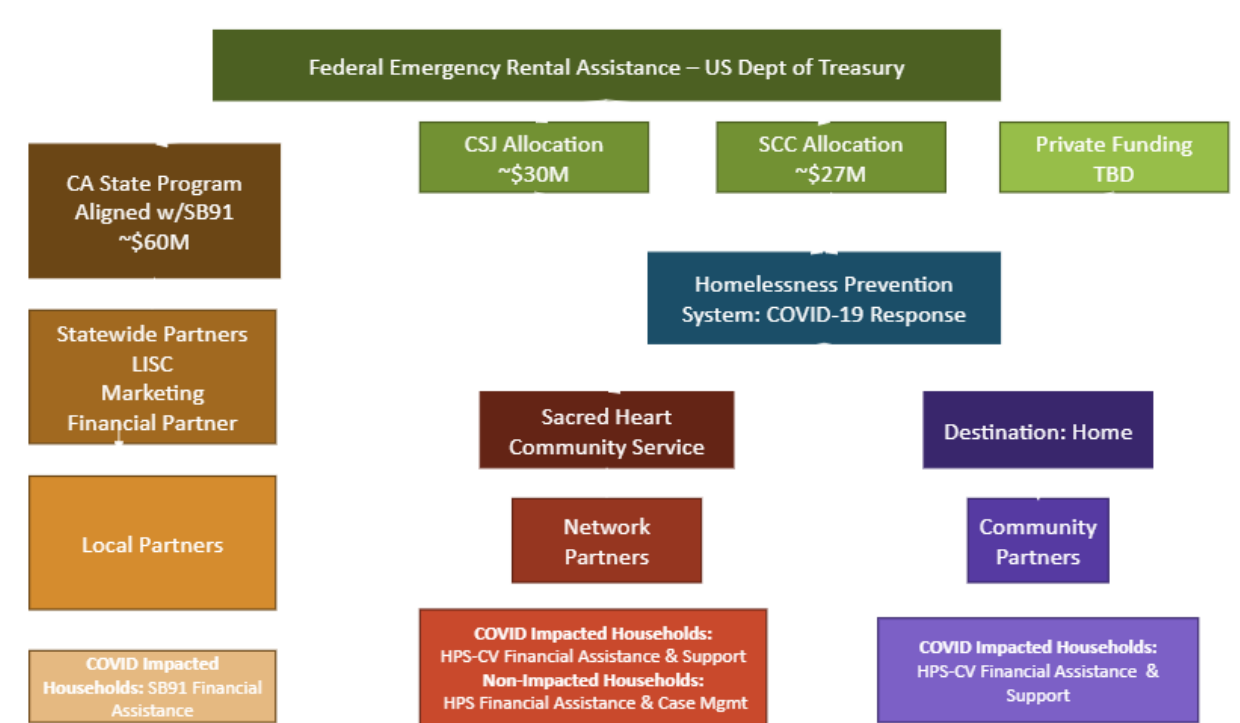 Federal Emergency Rental Assistance – US Dept of Treasury
CSJ Allocation
~$30M
SCC Allocation
~$27M
Private Funding
TBD
CA State Program
Aligned w/SB91
~$60M
Homelessness Prevention
System: COVID-19 Response
Statewide Partners
LISC
Marketing
Financial Partner
Sacred Heart
Community Service
Destination: Home
Local Partners
Network
Partners
Community
Partners
COVID Impacted
Households: SB91 Financial
Assistance
COVID Impacted Households:
HPS-CV Financial Assistance & Support
Non-Impacted Households:
HPS Financial Assistance & Case Mgmt
COVID Impacted Households:
HPS-CV Financial Assistance &
Support